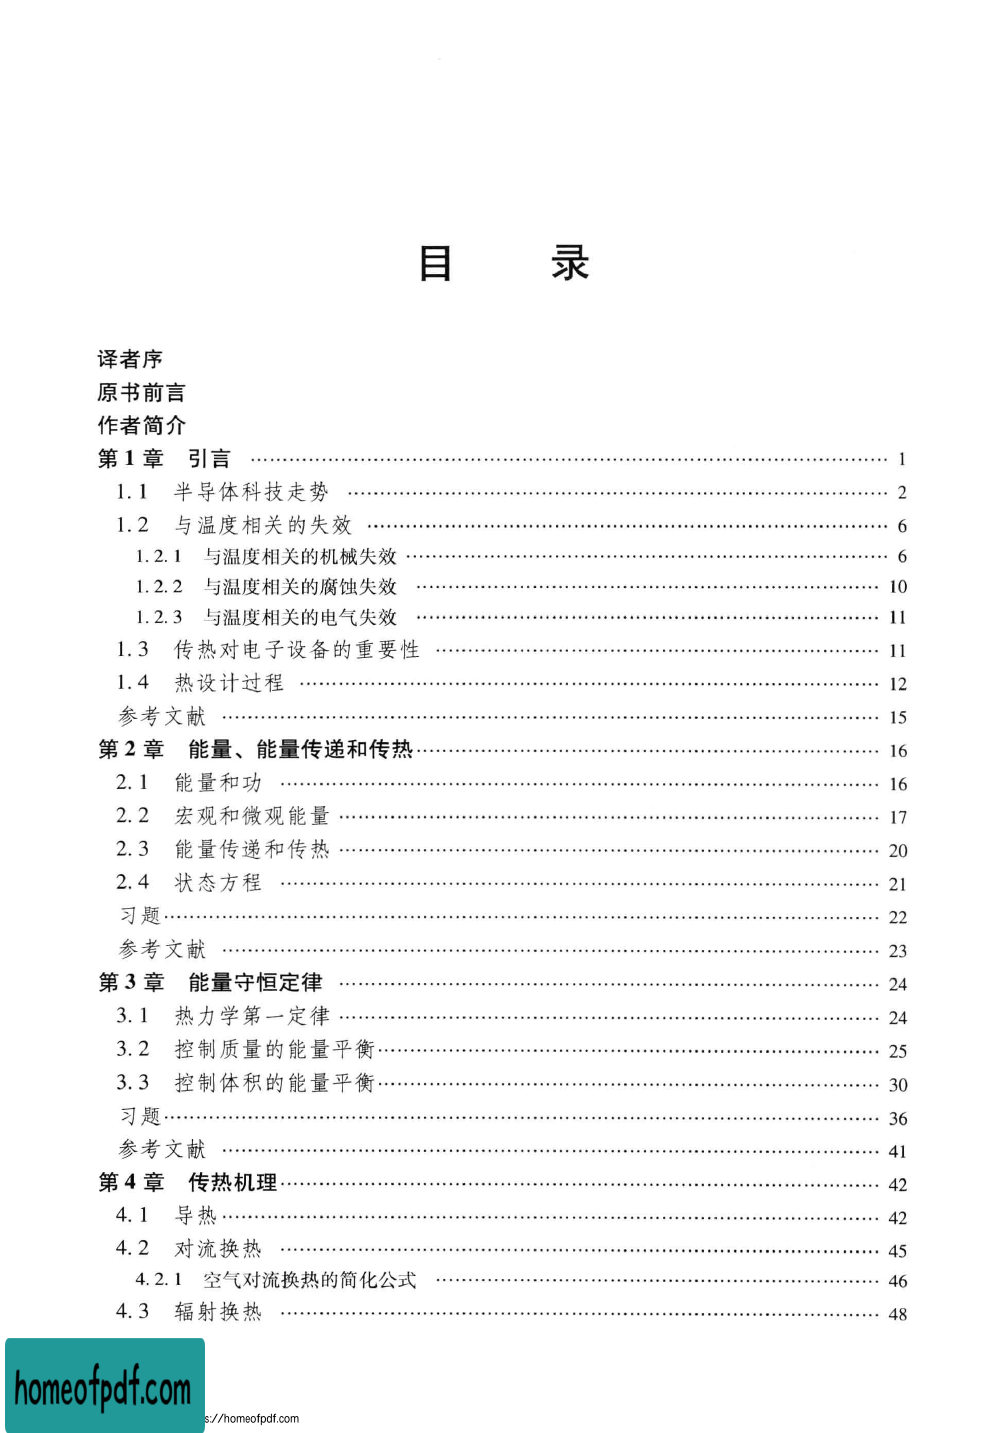 目 录
译者序
原书前言
作者简介
第1章 引言 …… 1
1.1 半导体科技走势 …… 2
1.2 与温度相关的失效 …… 6
1.2.1 与温度相关的机械失效 …… 6
1.2.2 与温度相关的腐蚀失效 …… 10
1.2.3 与温度相关的电气失效 …… 11
1.3 传热对电子设备的重要性 …… 11
1.4 热设计过程 …… 12
参考文献 …… 15
第2章 能量、能量传递和传热 …… 16
2.1 能量和功 …… 16
2.2 宏观和微观能量 …… 17
2.3 能量传递和传热 …… 20
2.4 状态方程 …… 21
习题 …… 22
参考文献 …… 23
第3章 能量守恒定律 …… 24
3.1 热力学第一定律 …… 24
3.2 控制质量的能量平衡 …… 25
3.3 控制体积的能量平衡 …… 30
习题 …… 36
参考文献 …… 41
第4章 传热机理 …… 42
4.1 导热 …… 42
4.2 对流换热 …… 45
4.2.1 空气对流换热的简化公式 …… 46
4.3 辐射换热 …… 48
homeofpdf.com
s://homeofpdf.com